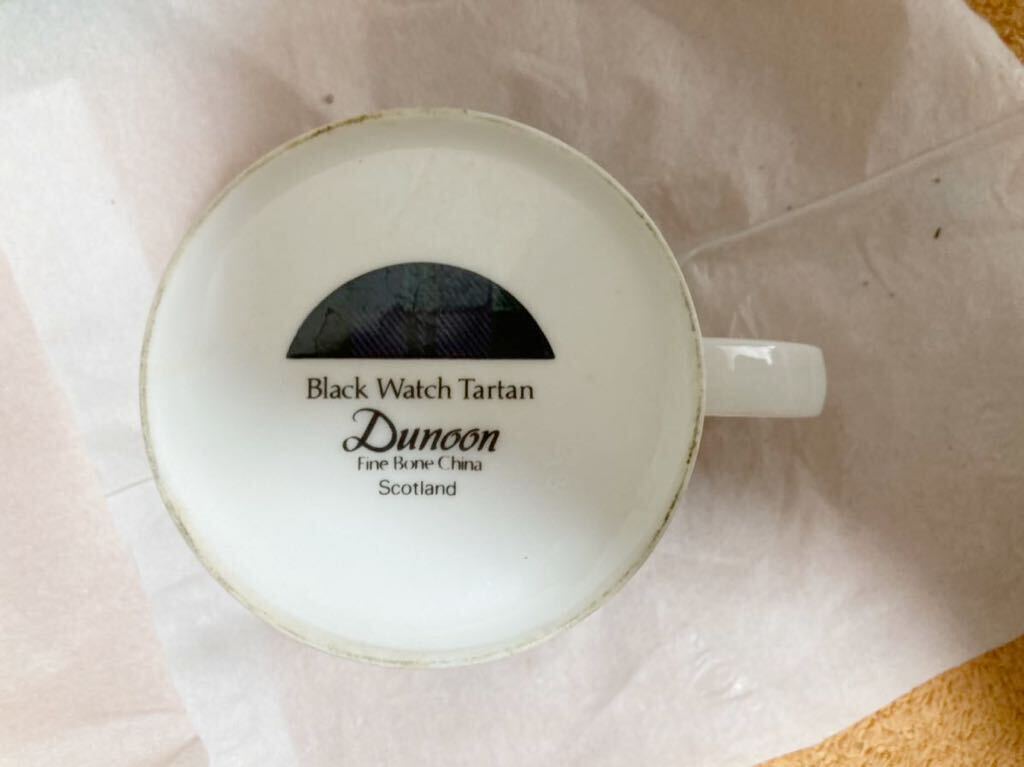 Black Watch Tartan
Dunoon
Fine Bone China
Scotland